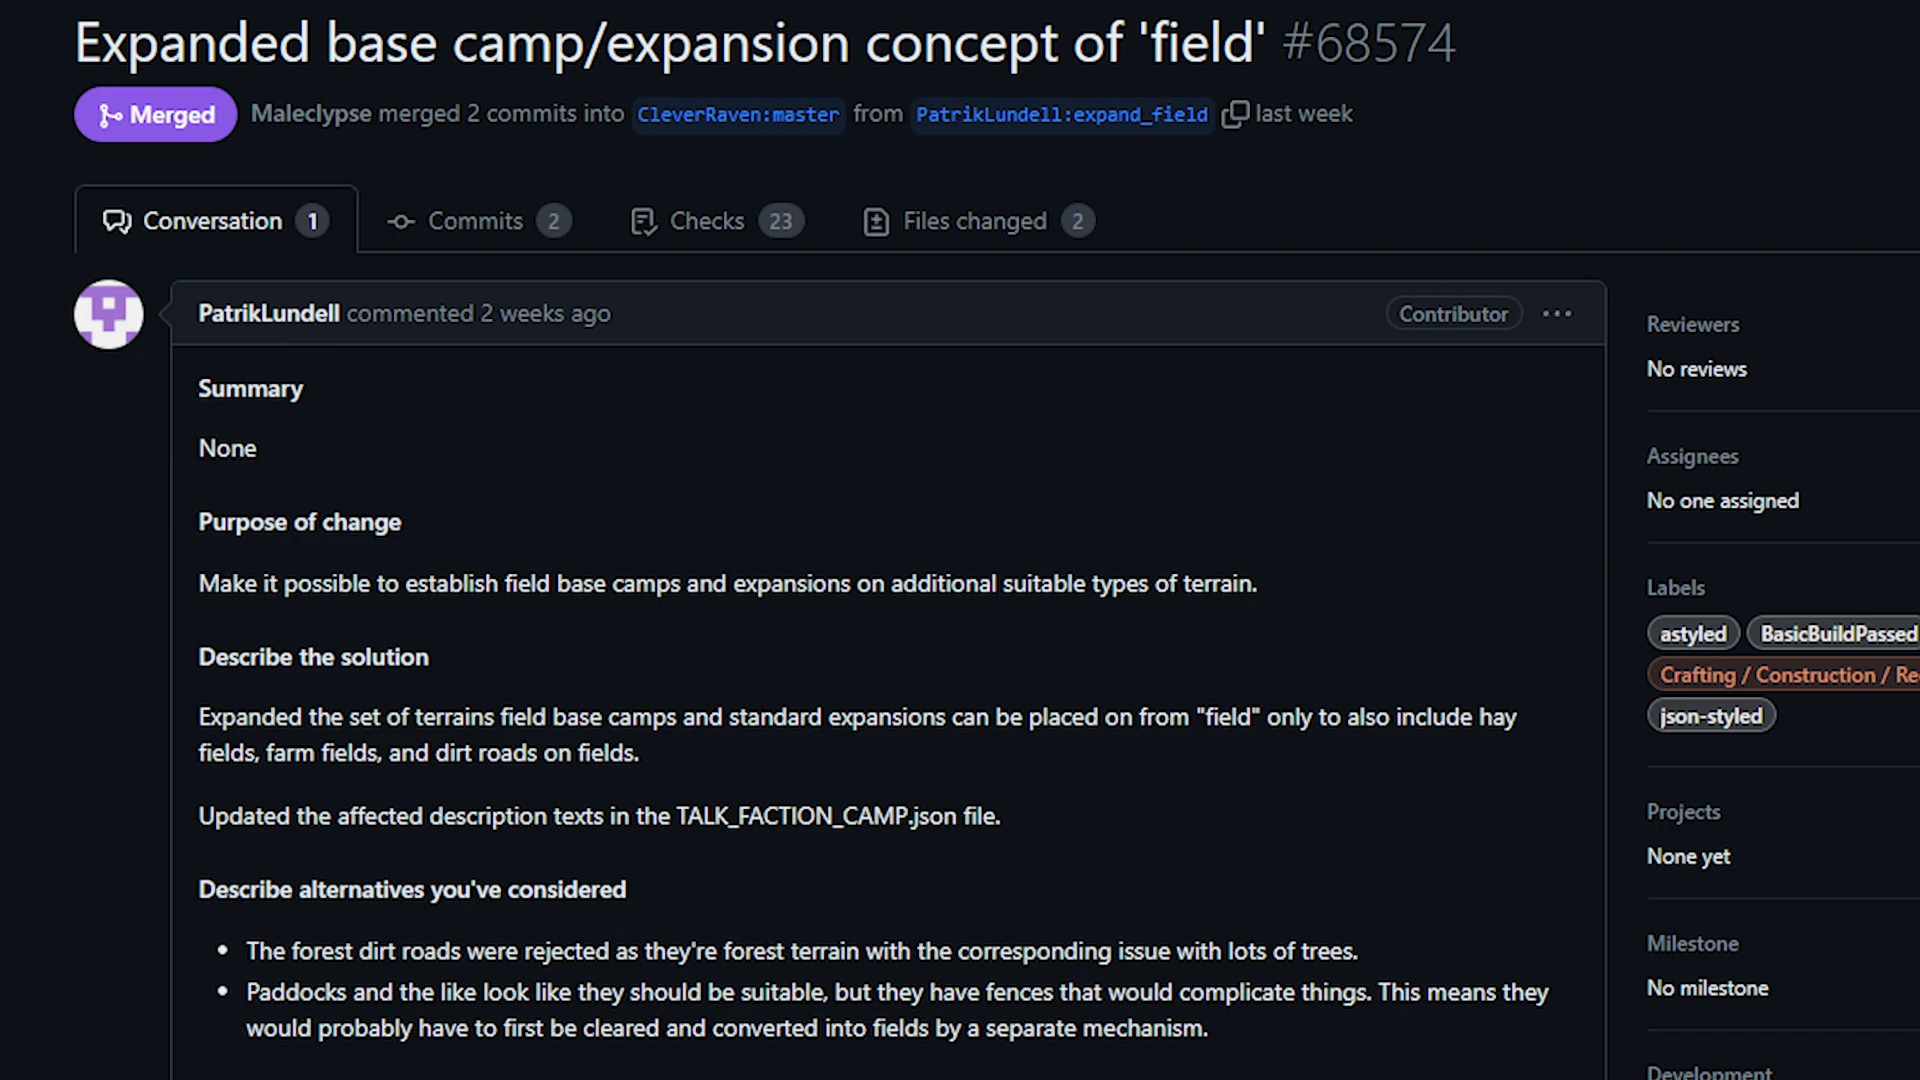 Expanded base camp/expansion concept of 'field' #68574
Merged Maleclypse merged 2 commits into CleverRaven:master from PatrikLundell:expand_field last week
Conversation 1 Commits 2 Checks 23 Files changed 2
PatrikLundell commented 2 weeks ago Contributor ...
Summary
None
Purpose of change
Make it possible to establish field base camps and expansions on additional suitable types of terrain.
Describe the solution
Expanded the set of terrains field base camps and standard expansions can be placed on from "field" only to also include hay
fields, farm fields, and dirt roads on fields.
Updated the affected description texts in the TALK_FACTION_CAMP.json file.
Describe alternatives you've considered
• The forest dirt roads were rejected as they're forest terrain with the corresponding issue with lots of trees.
• Paddocks and the like look like they should be suitable, but they have fences that would complicate things. This means they
would probably have to first be cleared and converted into fields by a separate mechanism.
Reviewers
No reviews
Assignees
No one assigned
Labels
astyled BasicBuildPassed
Crafting / Construction / Re
json-styled
Projects
None yet
Milestone
No milestone
Development